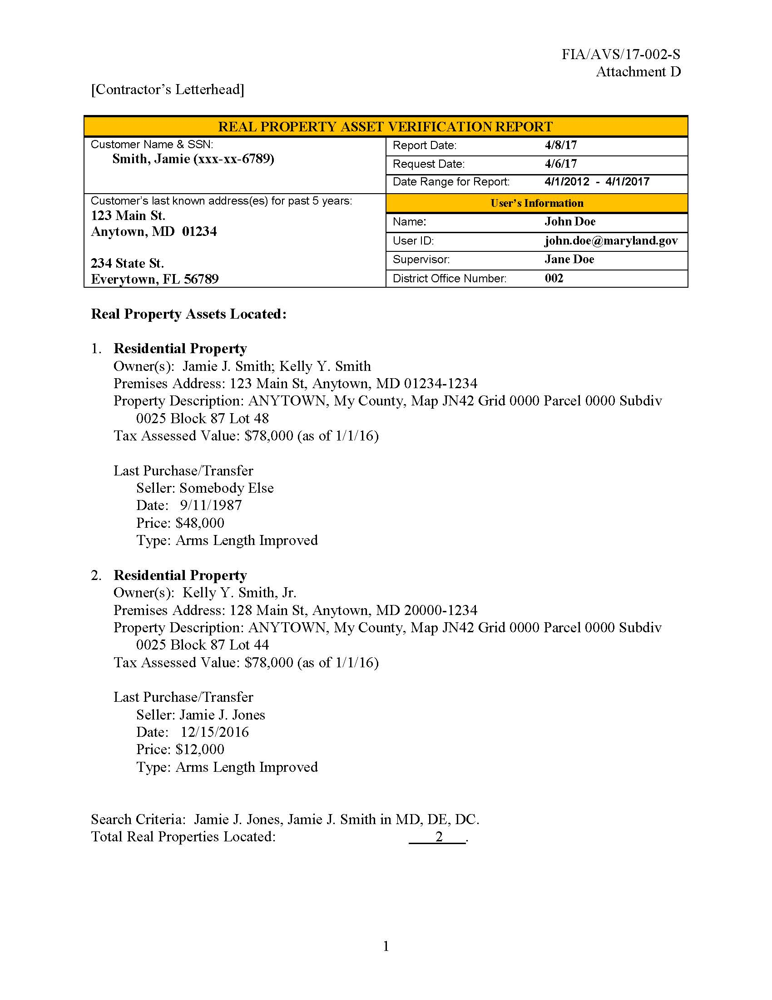 FIA/AVS/17-002-S
Attachment D
[Contractor’s Letterhead]
REAL PROPERTY ASSET VERIFICATION REPORT
Customer Name & SSN:
Smith, Jamie (xxx-xx-6789)
Report Date: 4/8/17
Request Date: 4/6/17
Date Range for Report: 4/1/2012 - 4/1/2017
Customer’s last known address(es) for past 5 years:
123 Main St.
Anytown, MD 01234
234 State St.
Everytown, FL 56789
User’s Information
Name: John Doe
User ID: john.doe@maryland.gov
Supervisor: Jane Doe
District Office Number: 002
Real Property Assets Located:
1. Residential Property
Owner(s): Jamie J. Smith; Kelly Y. Smith
Premises Address: 123 Main St, Anytown, MD 01234-1234
Property Description: ANYTOWN, My County, Map JN42 Grid 0000 Parcel 0000 Subdiv
0025 Block 87 Lot 48
Tax Assessed Value: $78,000 (as of 1/1/16)
Last Purchase/Transfer
Seller: Somebody Else
Date: 9/11/1987
Price: $48,000
Type: Arms Length Improved
2. Residential Property
Owner(s): Kelly Y. Smith, Jr.
Premises Address: 128 Main St, Anytown, MD 20000-1234
Property Description: ANYTOWN, My County, Map JN42 Grid 0000 Parcel 0000 Subdiv
0025 Block 87 Lot 44
Tax Assessed Value: $78,000 (as of 1/1/16)
Last Purchase/Transfer
Seller: Jamie J. Jones
Date: 12/15/2016
Price: $12,000
Type: Arms Length Improved
Search Criteria: Jamie J. Jones, Jamie J. Smith in MD, DE, DC.
Total Real Properties Located: 2 .
1